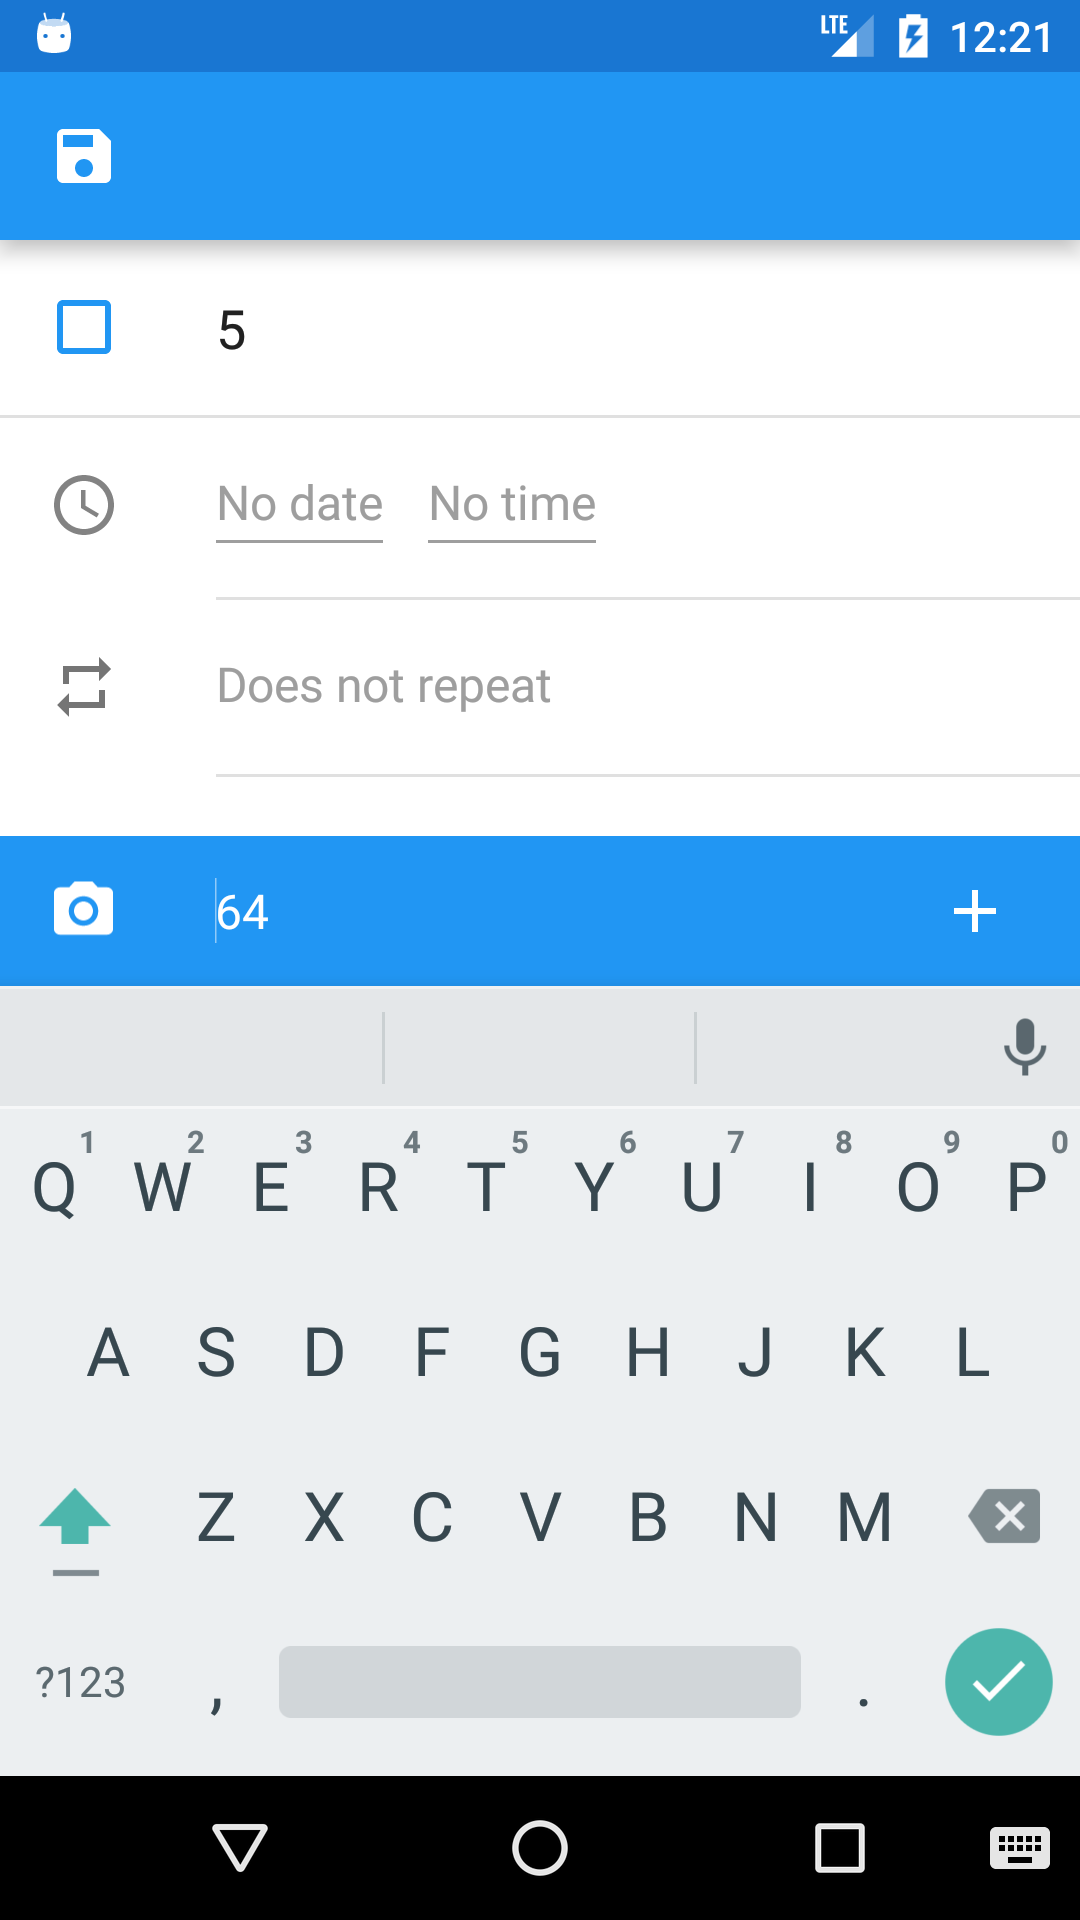 LTE 12:21
5
No date No time
Does not repeat
64
1 2 3 4 5 6 7 8 9 0
Q W E R T Y U I O P
A S D F G H J K L
Z X C V B N M
?123 , .